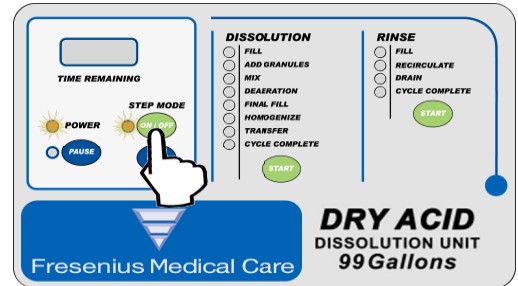 TIME REMAINING
STEP MODE
POWER
ON / OFF
PAUSE
DISSOLUTION
FILL
ADD GRANULES
MIX
DEAERATION
FINAL FILL
HOMOGENIZE
TRANSFER
CYCLE COMPLETE
START
RINSE
FILL
RECIRCULATE
DRAIN
CYCLE COMPLETE
START
Fresenius Medical Care
DRY ACID
DISSOLUTION UNIT
99 Gallons